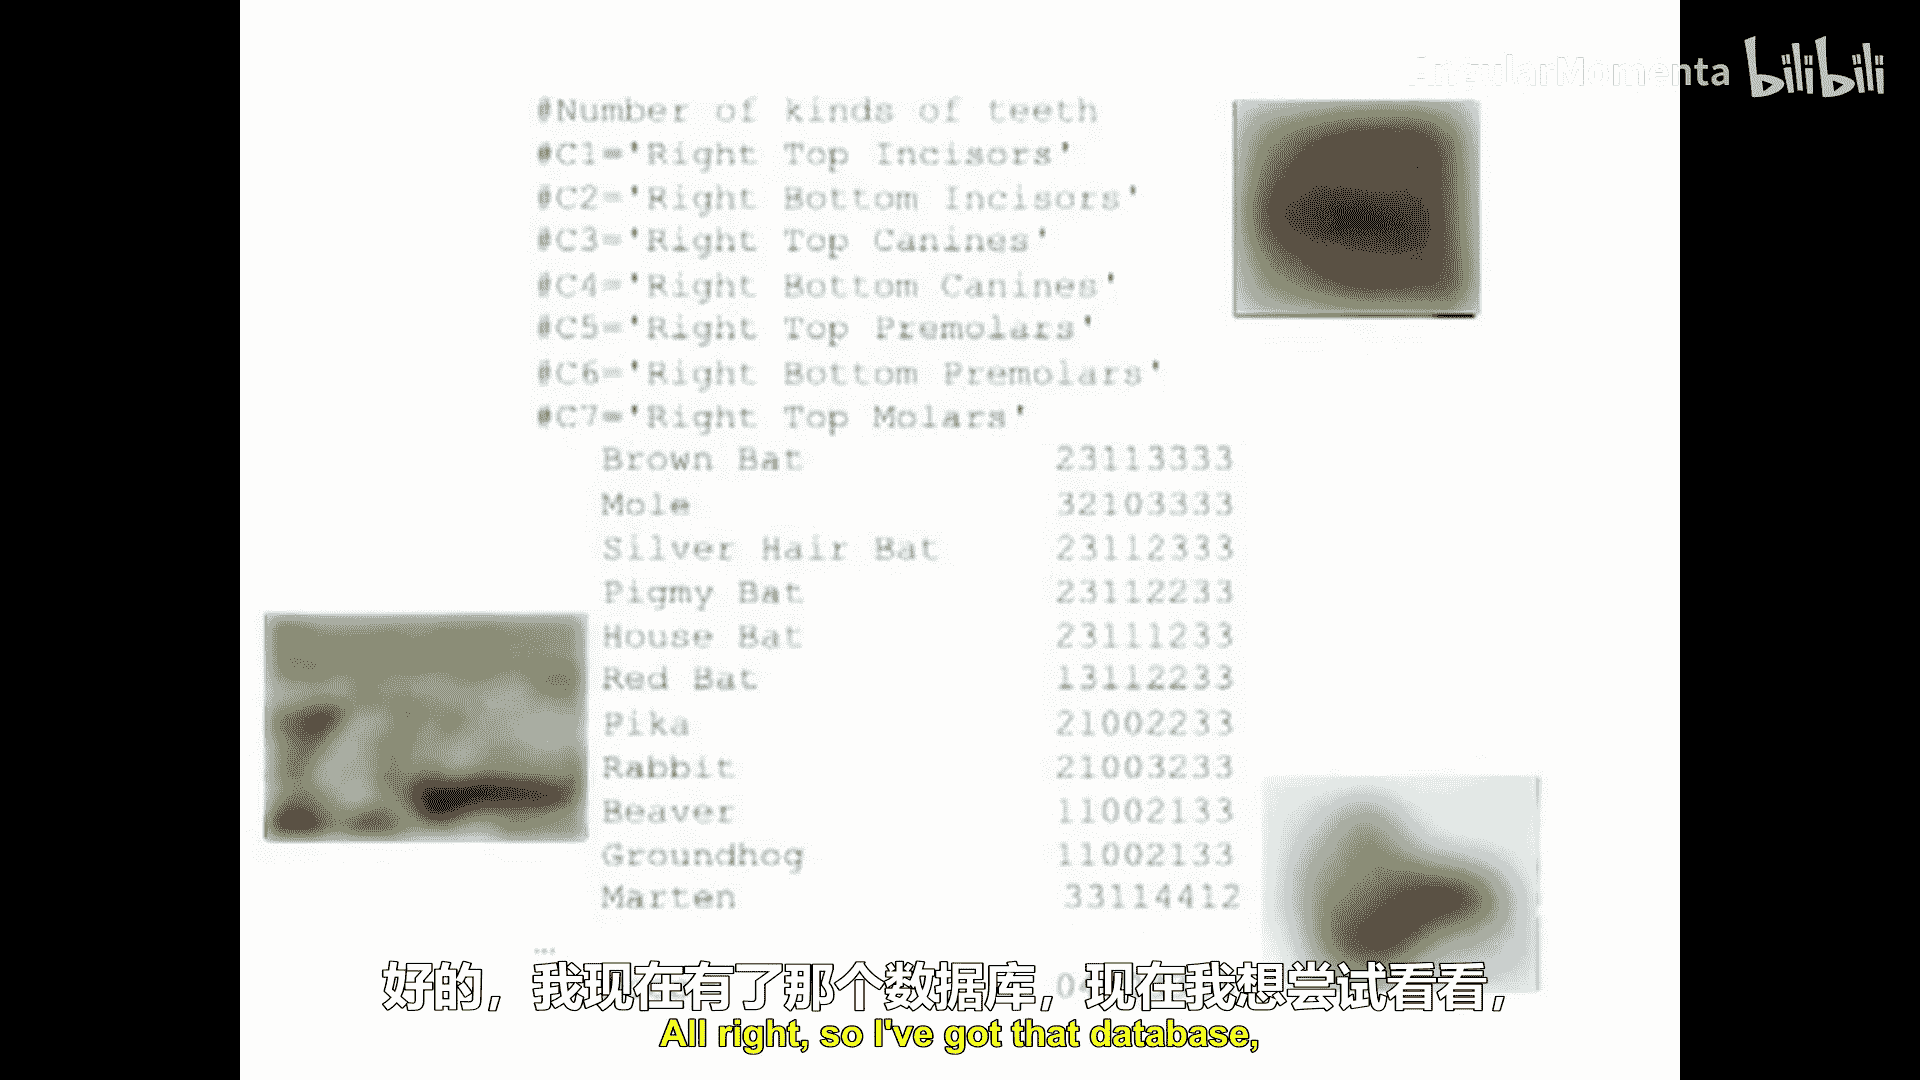 AngularMomenta bilibili
#Number of kinds of teeth
#C1='Right Top Incisors'
#C2='Right Bottom Incisors'
#C3='Right Top Canines'
#C4='Right Bottom Canines'
#C5='Right Top Premolars'
#C6='Right Bottom Premolars'
#C7='Right Top Molars'
Brown Bat 23113333
Mole 32103333
Silver Hair Bat 23112333
Pigmy Bat 23112233
House Bat 23111233
Red Bat 13112233
Pika 21002233
Rabbit 21003233
Beaver 11002133
Groundhog 11002133
Marten 33114412
...
好的，我现在有了那个数据库，现在我想尝试看看，
All right, so I've got that database,